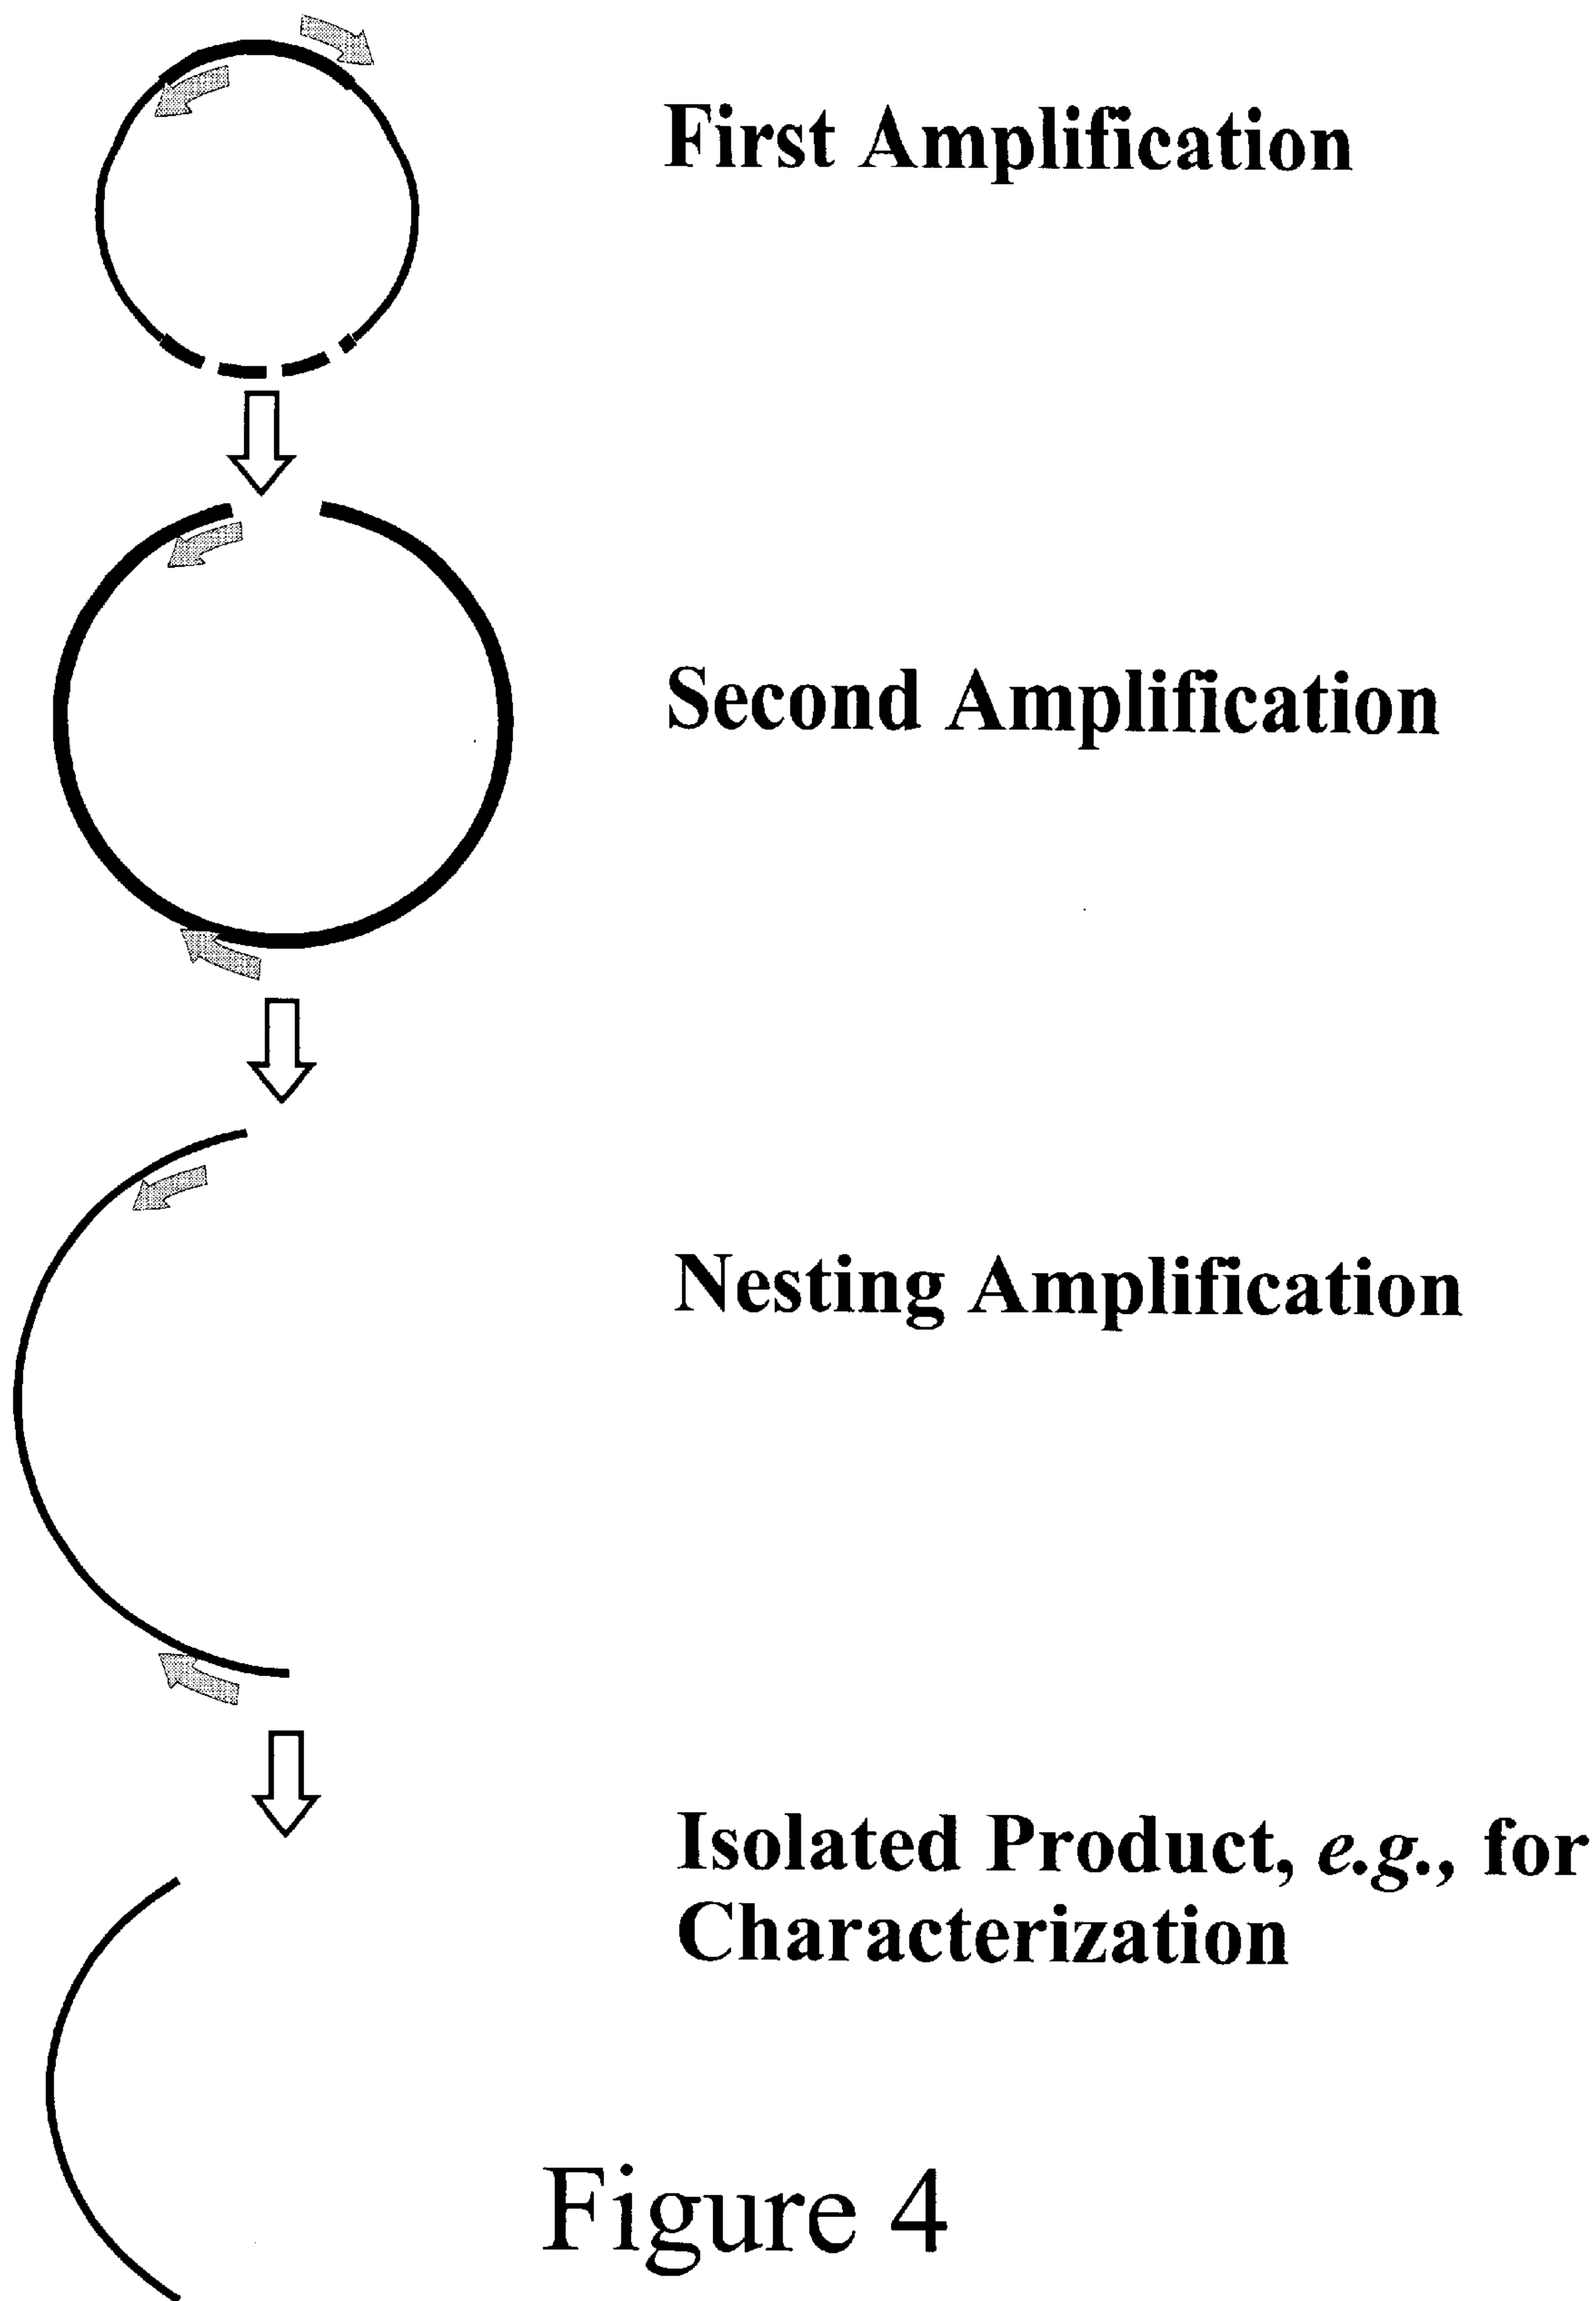 First Amplification
Second Amplification
Nesting Amplification
Isolated Product, e.g., for
Characterization
Figure 4